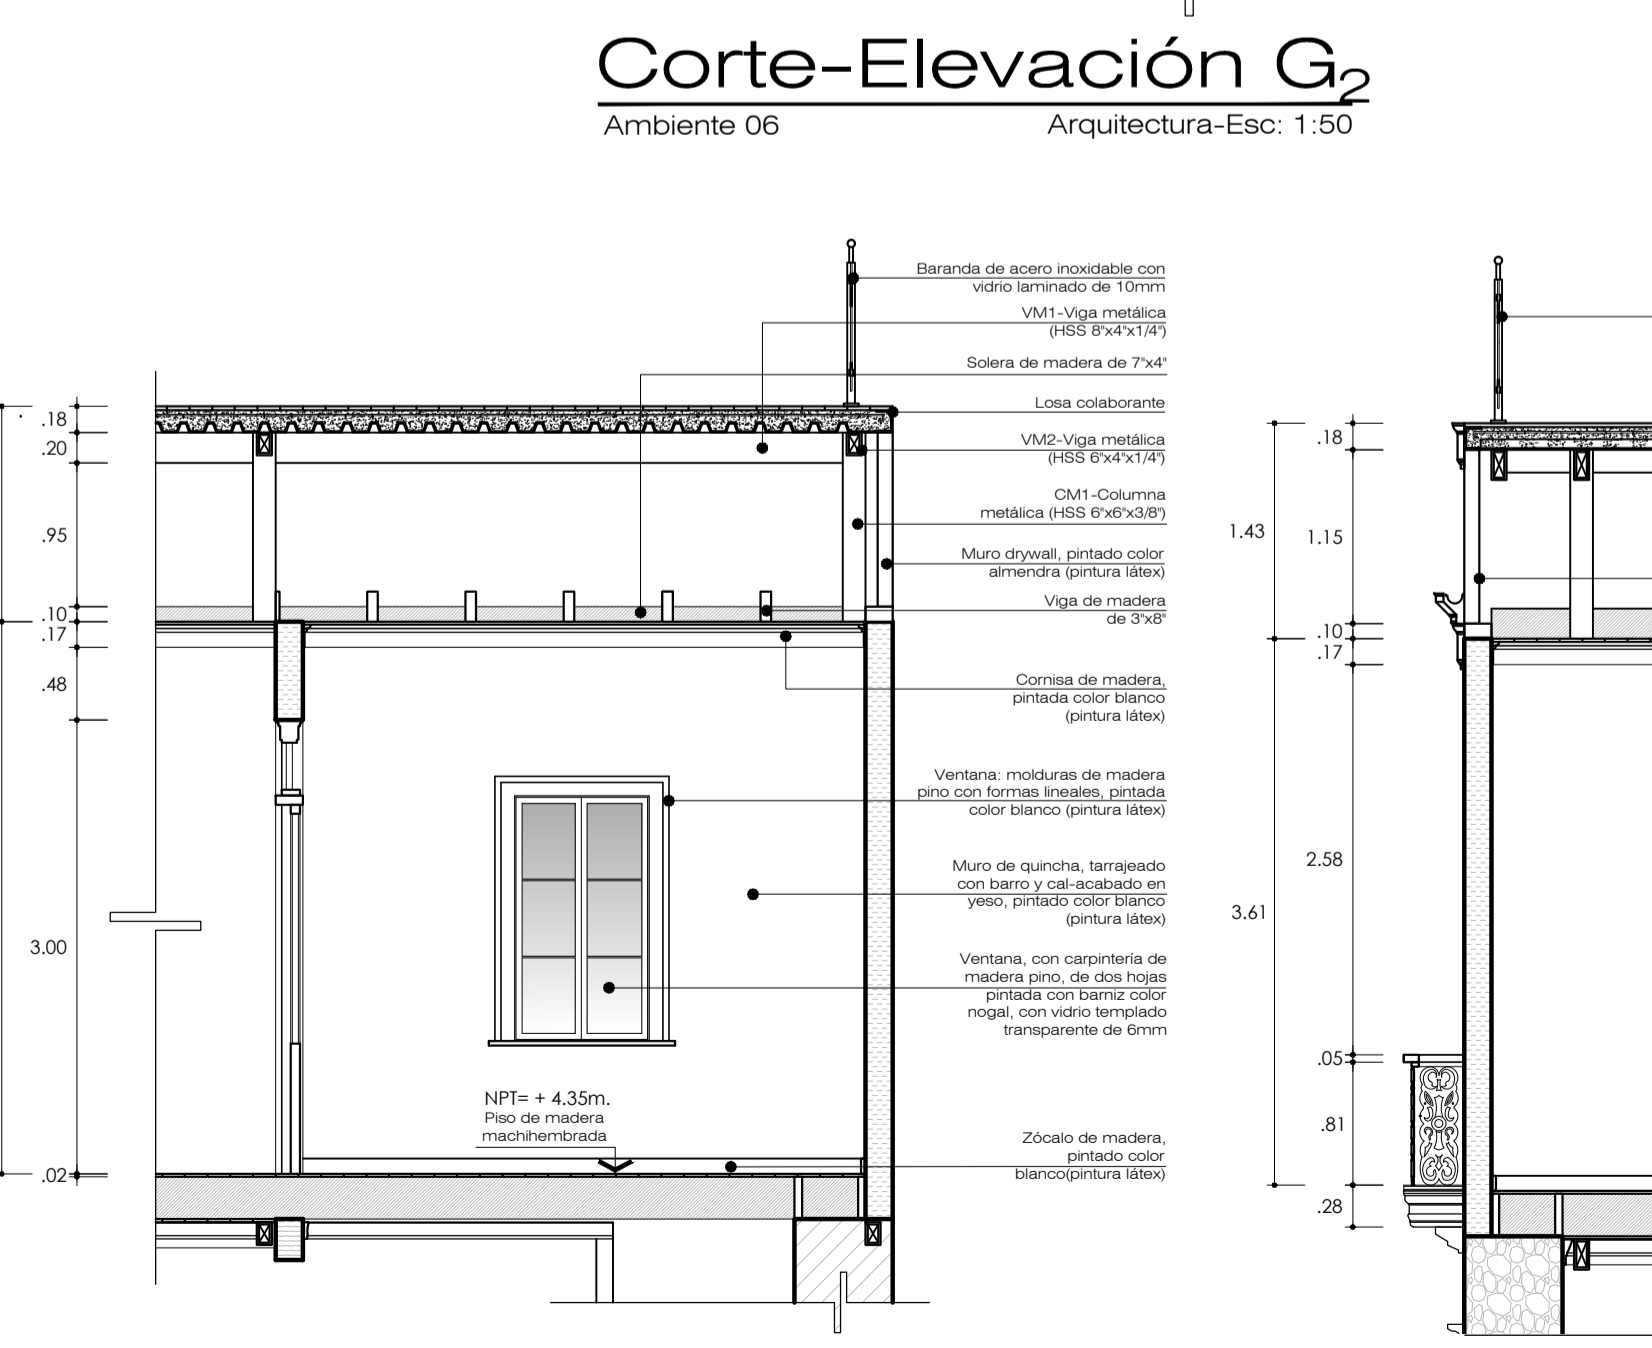 Corte-Elevación G2
Ambiente 06
Arquitectura-Esc: 1:50
Baranda de acero inoxidable con
vidrio laminado de 10mm
VM1-Viga metálica
(HSS 8"x4"x1/4")
Solera de madera de 7"x4"
Losa colaborante
VM2-Viga metálica
(HSS 6"x4"x1/4")
CM1-Columna
metálica (HSS 6"x6"x3/8")
Muro drywall, pintado color
almendra (pintura látex)
Viga de madera
de 3"x8"
Cornisa de madera,
pintada color blanco
(pintura látex)
Ventana: molduras de madera
pino con formas lineales, pintada
color blanco (pintura látex)
Muro de quincha, tarrajeado
con barro y cal-acabado en
yeso, pintado color blanco
(pintura látex)
Ventana, con carpintería de
madera pino, de dos hojas
pintada con barniz color
nogal, con vidrio templado
transparente de 6mm
Zócalo de madera,
pintado color
blanco(pintura látex)
NPT= + 4.35m.
Piso de madera
machihembrada
.18
.20
.95
.10
.17
.48
3.00
.02
1.43
3.61
.18
1.15
.10
.17
2.58
.05
.81
.28